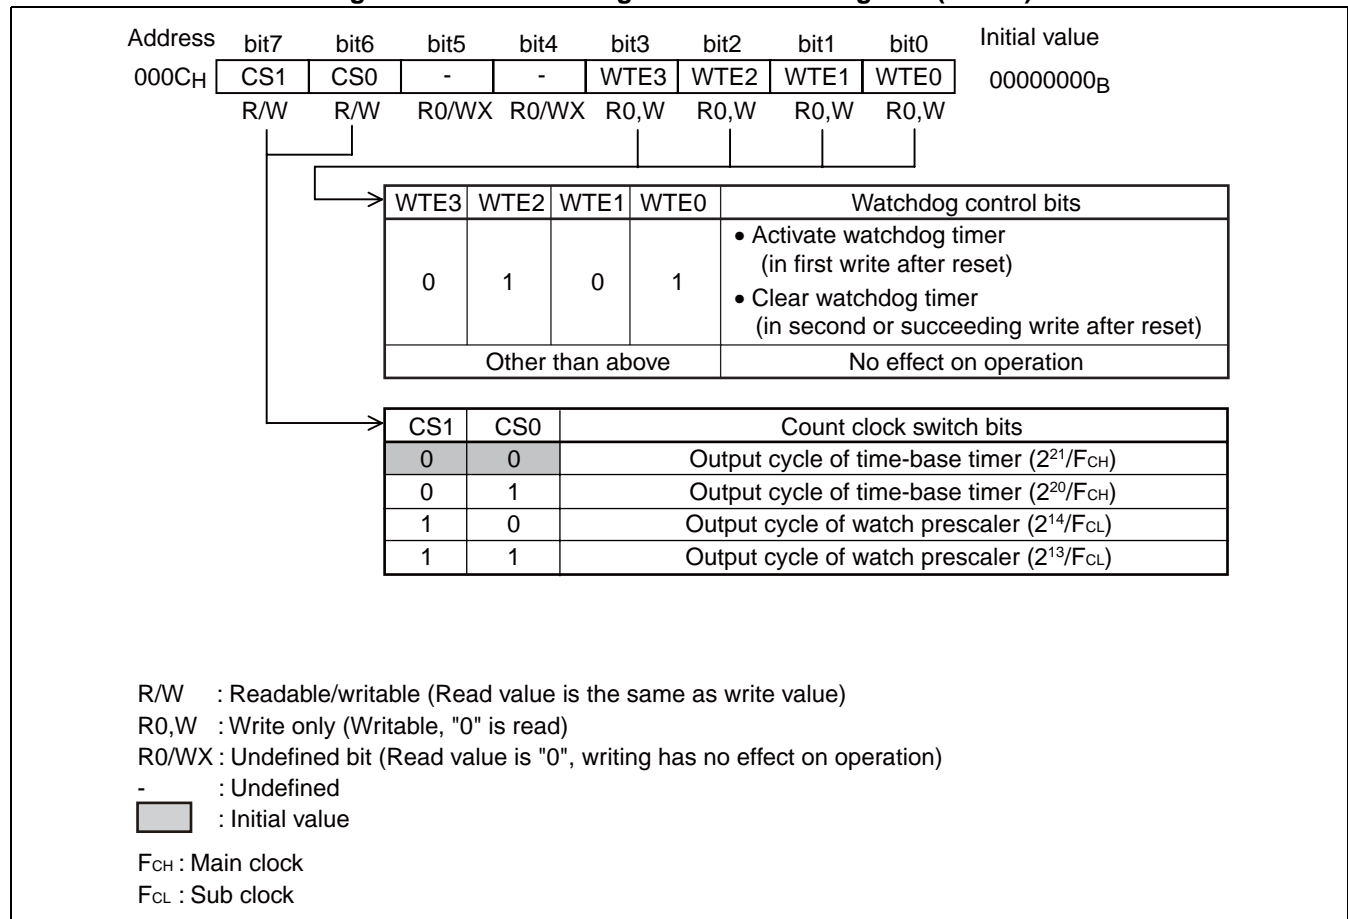 Address bit7 bit6 bit5 bit4 bit3 bit2 bit1 bit0 Initial value
000CH CS1 CS0 - - WTE3 WTE2 WTE1 WTE0 00000000B
R/W R/W R0/WX R0/WX R0,W R0,W R0,W R0,W
WTE3 WTE2 WTE1 WTE0 Watchdog control bits
0 1 0 1 • Activate watchdog timer
(in first write after reset)
• Clear watchdog timer
(in second or succeeding write after reset)
Other than above No effect on operation
CS1 CS0 Count clock switch bits
0 0 Output cycle of time-base timer (2²¹/FCH)
0 1 Output cycle of time-base timer (2²⁰/FCH)
1 0 Output cycle of watch prescaler (2¹⁴/FCL)
1 1 Output cycle of watch prescaler (2¹³/FCL)
R/W : Readable/writable (Read value is the same as write value)
R0,W : Write only (Writable, "0" is read)
R0/WX : Undefined bit (Read value is "0", writing has no effect on operation)
- : Undefined
: Initial value
FCH : Main clock
FCL : Sub clock